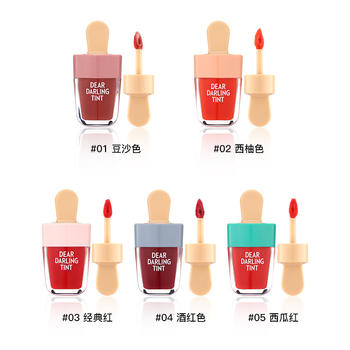 DEAR
DARLING
TINT
DEAR
DARLING
TINT
#01 豆沙色
#02 西柚色
DEAR
DARLING
TINT
DEAR
DARLING
TINT
DEAR
DARLING
TINT
#03 经典红
#04 酒红色
#05 西瓜红